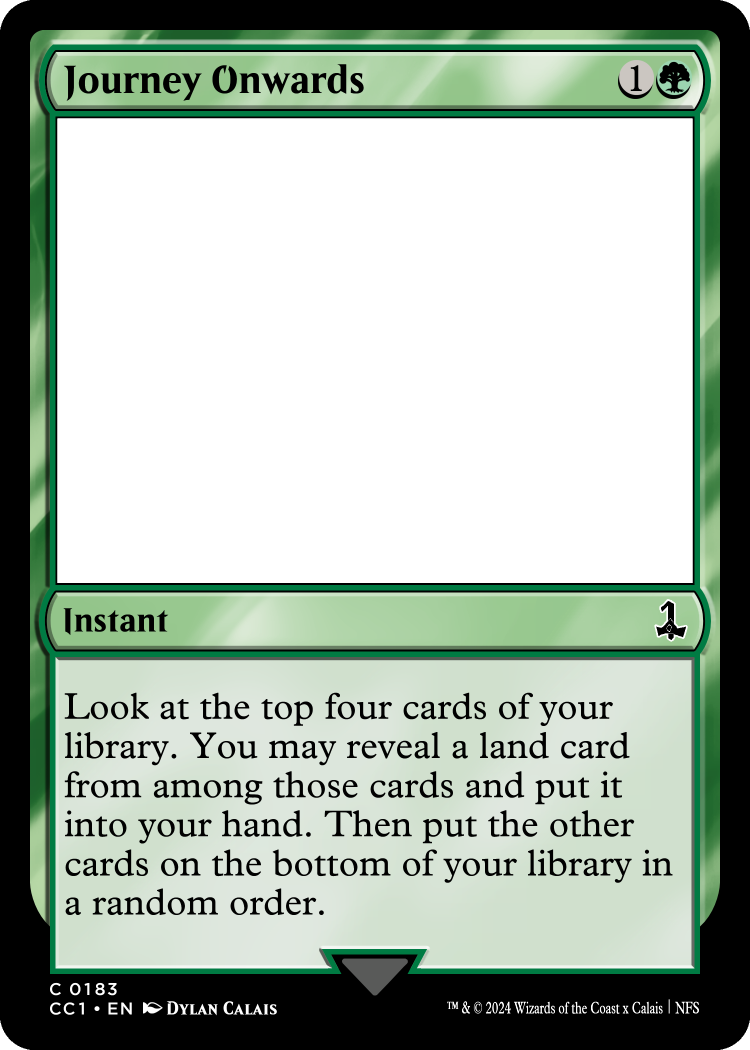 Journey Onwards 1
Instant
Look at the top four cards of your
library. You may reveal a land card
from among those cards and put it
into your hand. Then put the other
cards on the bottom of your library in
a random order.
C 0183
CC1 • EN DYLAN CALAIS
™ & © 2024 Wizards of the Coast x Calais | NFS